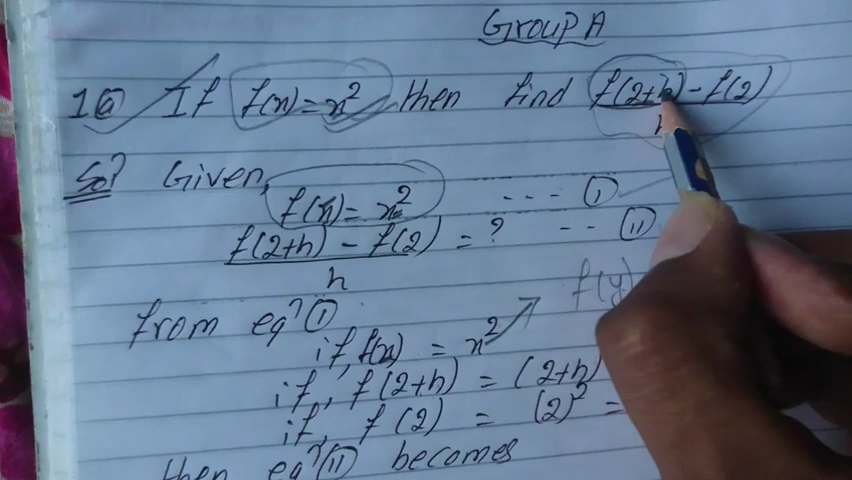 Group A
1(a) If f(x) = x² then find f(2+h) - f(2)
Sol? Given,
f(x) = x² --- (I)
f(2+h) - f(2) = ? -- (II)
h
f(y)
from eqⁿ (I)
if, f(x) = x²
if, f(2+h) = (2+h)
if, f(2) = (2)² =
then eqⁿ (II) becomes